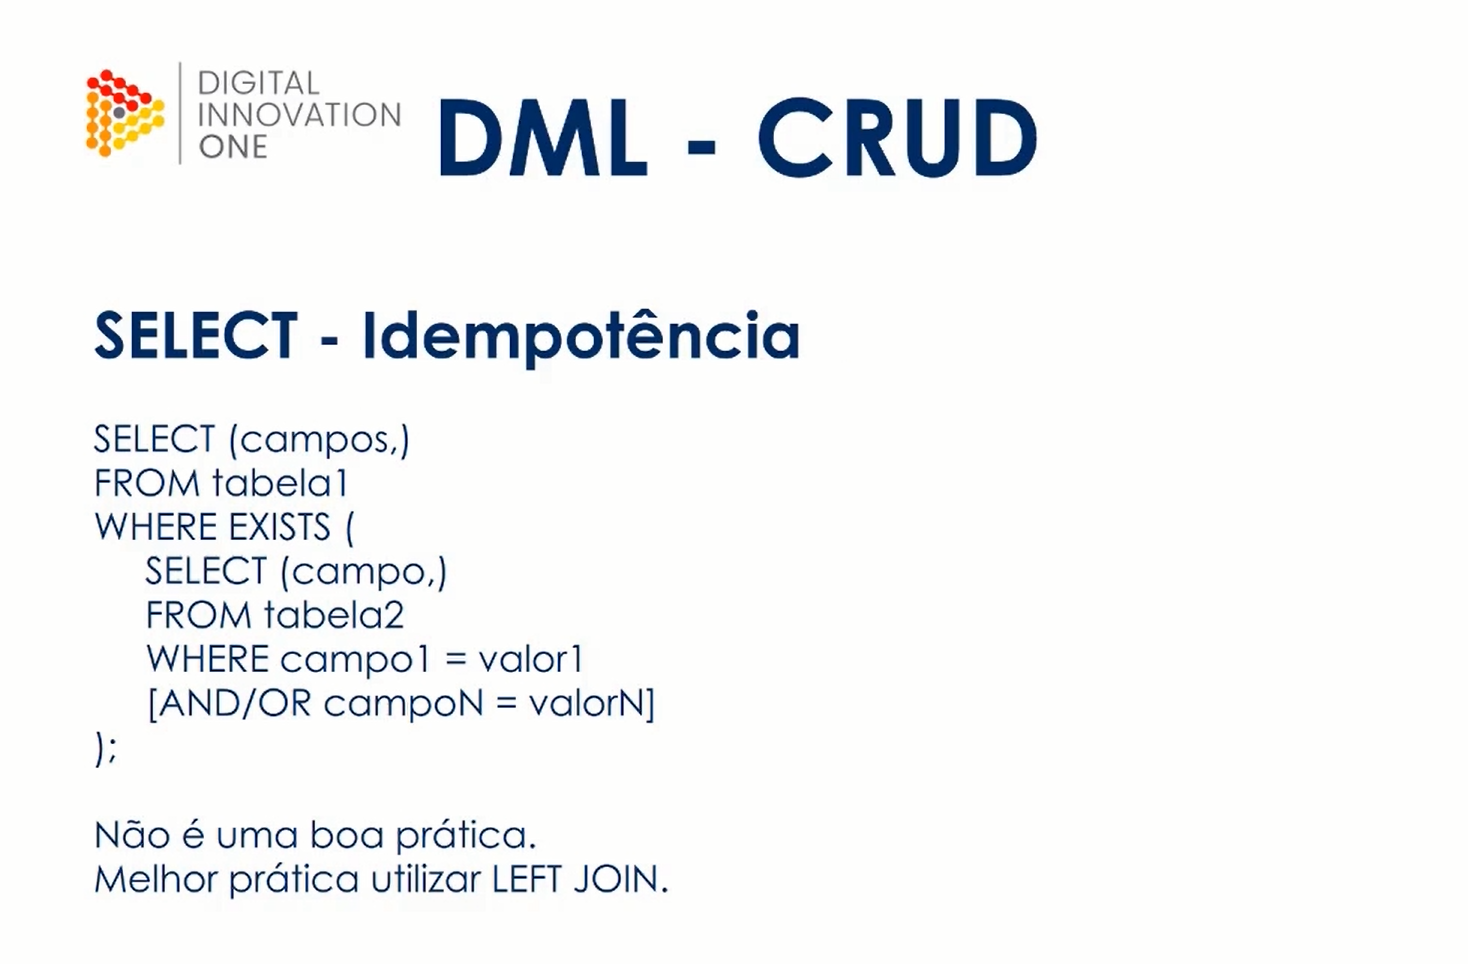 DIGITAL
INNOVATION
ONE
DML - CRUD
SELECT - Idempotência
SELECT (campos,)
FROM tabela1
WHERE EXISTS (
SELECT (campo,)
FROM tabela2
WHERE campo1 = valor1
[AND/OR campoN = valorN]
);
Não é uma boa prática.
Melhor prática utilizar LEFT JOIN.